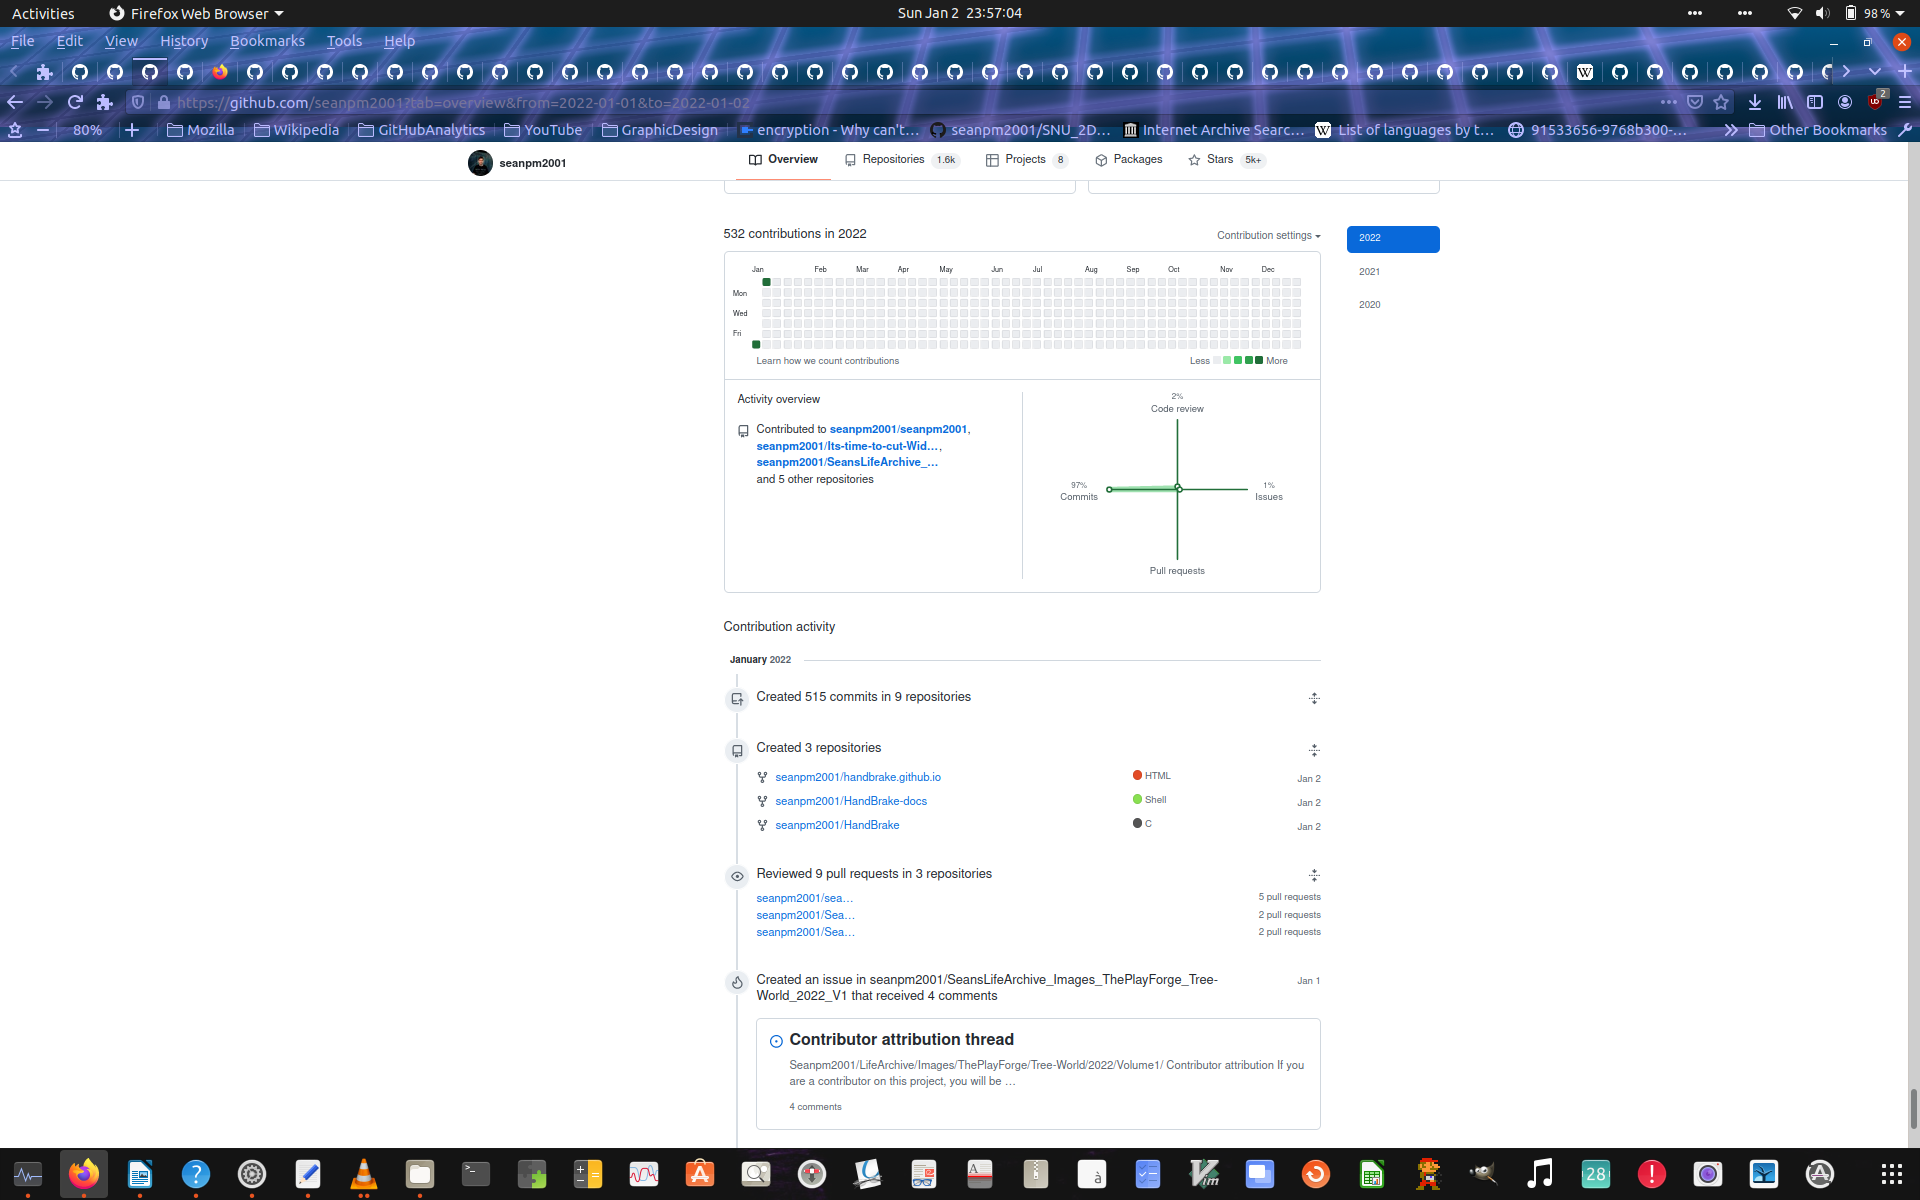 Activities
Firefox Web Browser
Sun Jan 2 23:57:04
98 %
File Edit View History Bookmarks Tools Help
https://github.com/seanpm2001?tab=overview&from=2022-01-01&to=2022-01-02
2
80%
Mozilla
Wikipedia
GitHubAnalytics
YouTube
GraphicDesign
encryption - Why can't…
seanpm2001/SNU_2D…
Internet Archive Searc…
List of languages by t…
91533656-9768b300-…
Other Bookmarks
seanpm2001
Overview
Repositories 1.6k
Projects 8
Packages
Stars 5k+
532 contributions in 2022
Contribution settings
2022
2021
2020
Jan Feb Mar Apr May Jun Jul Aug Sep Oct Nov Dec
Mon
Wed
Fri
Learn how we count contributions
Less
More
Activity overview
Contributed to seanpm2001/seanpm2001,
seanpm2001/Its-time-to-cut-Wid…,
seanpm2001/SeansLifeArchive_…
and 5 other repositories
2%
Code review
97%
Commits
1%
Issues
Pull requests
Contribution activity
January 2022
Created 515 commits in 9 repositories
Created 3 repositories
seanpm2001/handbrake.github.io HTML Jan 2
seanpm2001/HandBrake-docs Shell Jan 2
seanpm2001/HandBrake C Jan 2
Reviewed 9 pull requests in 3 repositories
seanpm2001/sea… 5 pull requests
seanpm2001/Sea… 2 pull requests
seanpm2001/Sea… 2 pull requests
Created an issue in seanpm2001/SeansLifeArchive_Images_ThePlayForge_Tree- Jan 1
World_2022_V1 that received 4 comments
Contributor attribution thread
Seanpm2001/LifeArchive/Images/ThePlayForge/Tree-World/2022/Volume1/ Contributor attribution If you
are a contributor on this project, you will be …
4 comments
28